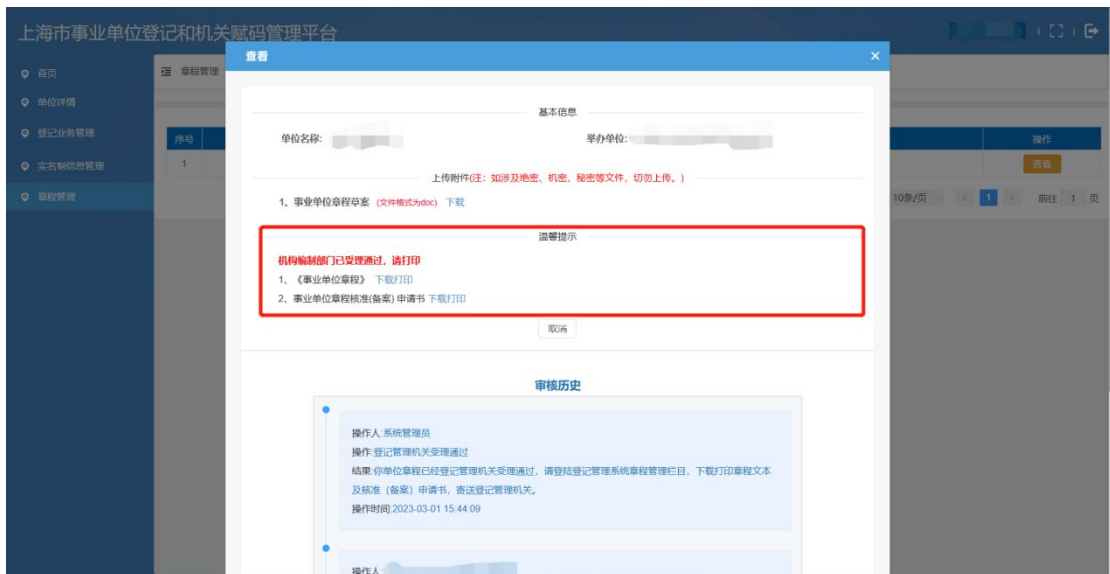 上海市事业单位登记和机关赋码管理平台
查看
首页
章程管理
单位详情
登记业务管理
实名制信息管理
章程管理
序号
操作
1
查看
10条/页
1
前往 1 页
基本信息
单位名称:
举办单位:
上传附件(注：如涉及绝密、机密、秘密等文件，切勿上传。)
1、事业单位章程草案 (文件格式为doc) 下载
温馨提示
机构编制部门已受理通过，请打印
1、《事业单位章程》 下载打印
2、事业单位章程核准(备案) 申请书 下载打印
取消
审核历史
操作人:系统管理员
操作:登记管理机关受理通过
结果:你单位章程已经登记管理机关受理通过，请登陆登记管理系统章程管理栏目，下载打印章程文本
及核准（备案）申请书，寄送登记管理机关。
操作时间:2023-03-01 15:44:09
操作人: